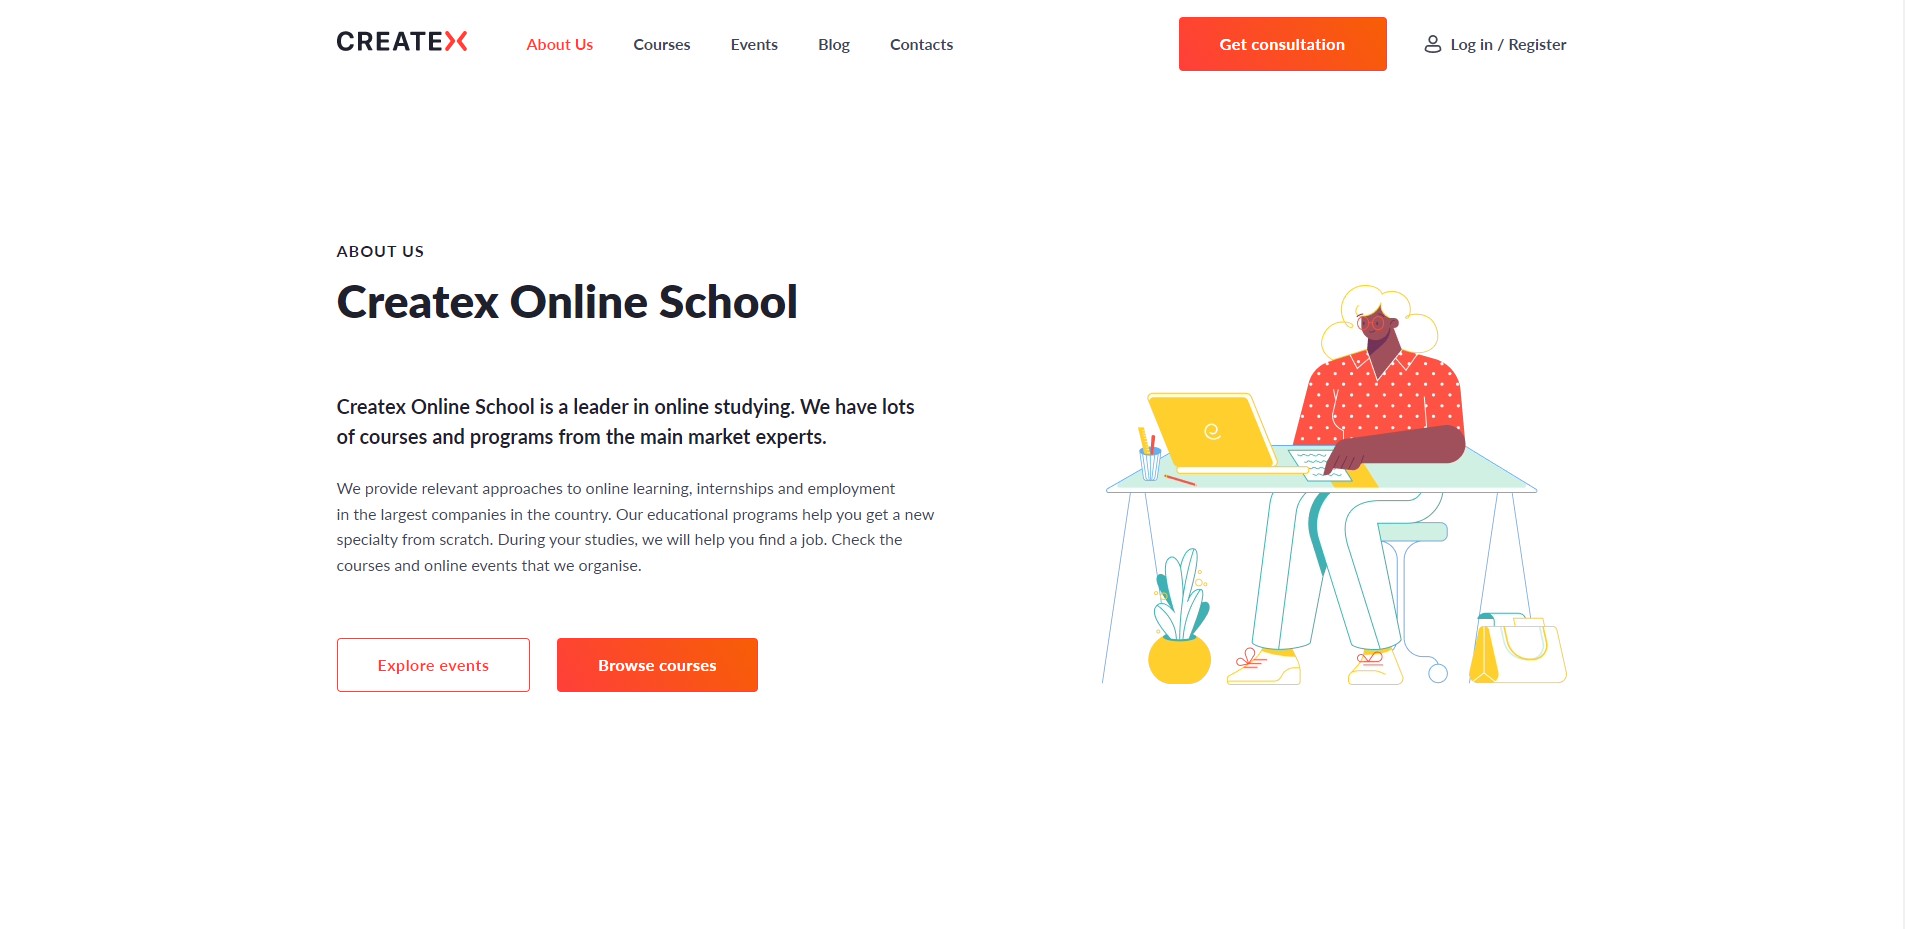 CREATEX
About Us
Courses
Events
Blog
Contacts
Get consultation
Log in / Register
ABOUT US
Createx Online School
Createx Online School is a leader in online studying. We have lots
of courses and programs from the main market experts.
We provide relevant approaches to online learning, internships and employment
in the largest companies in the country. Our educational programs help you get a new
specialty from scratch. During your studies, we will help you find a job. Check the
courses and online events that we organise.
Explore events
Browse courses